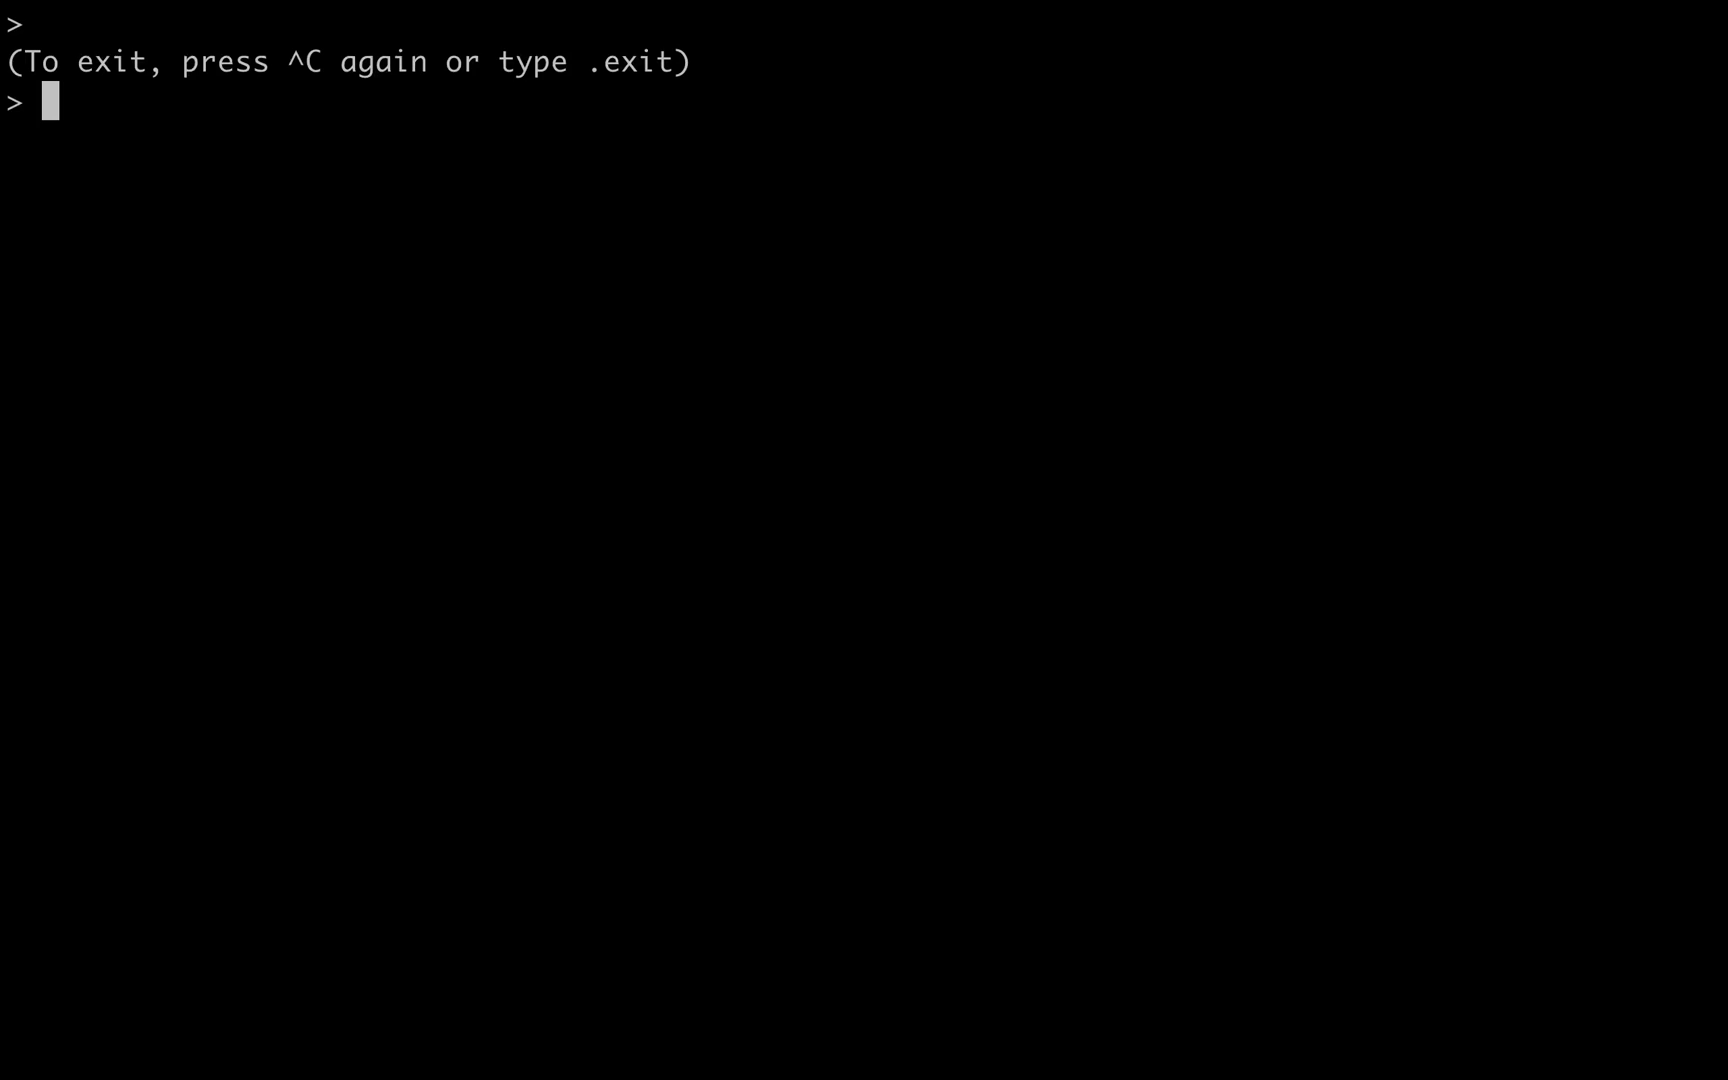 >
(To exit, press ^C again or type .exit)
>